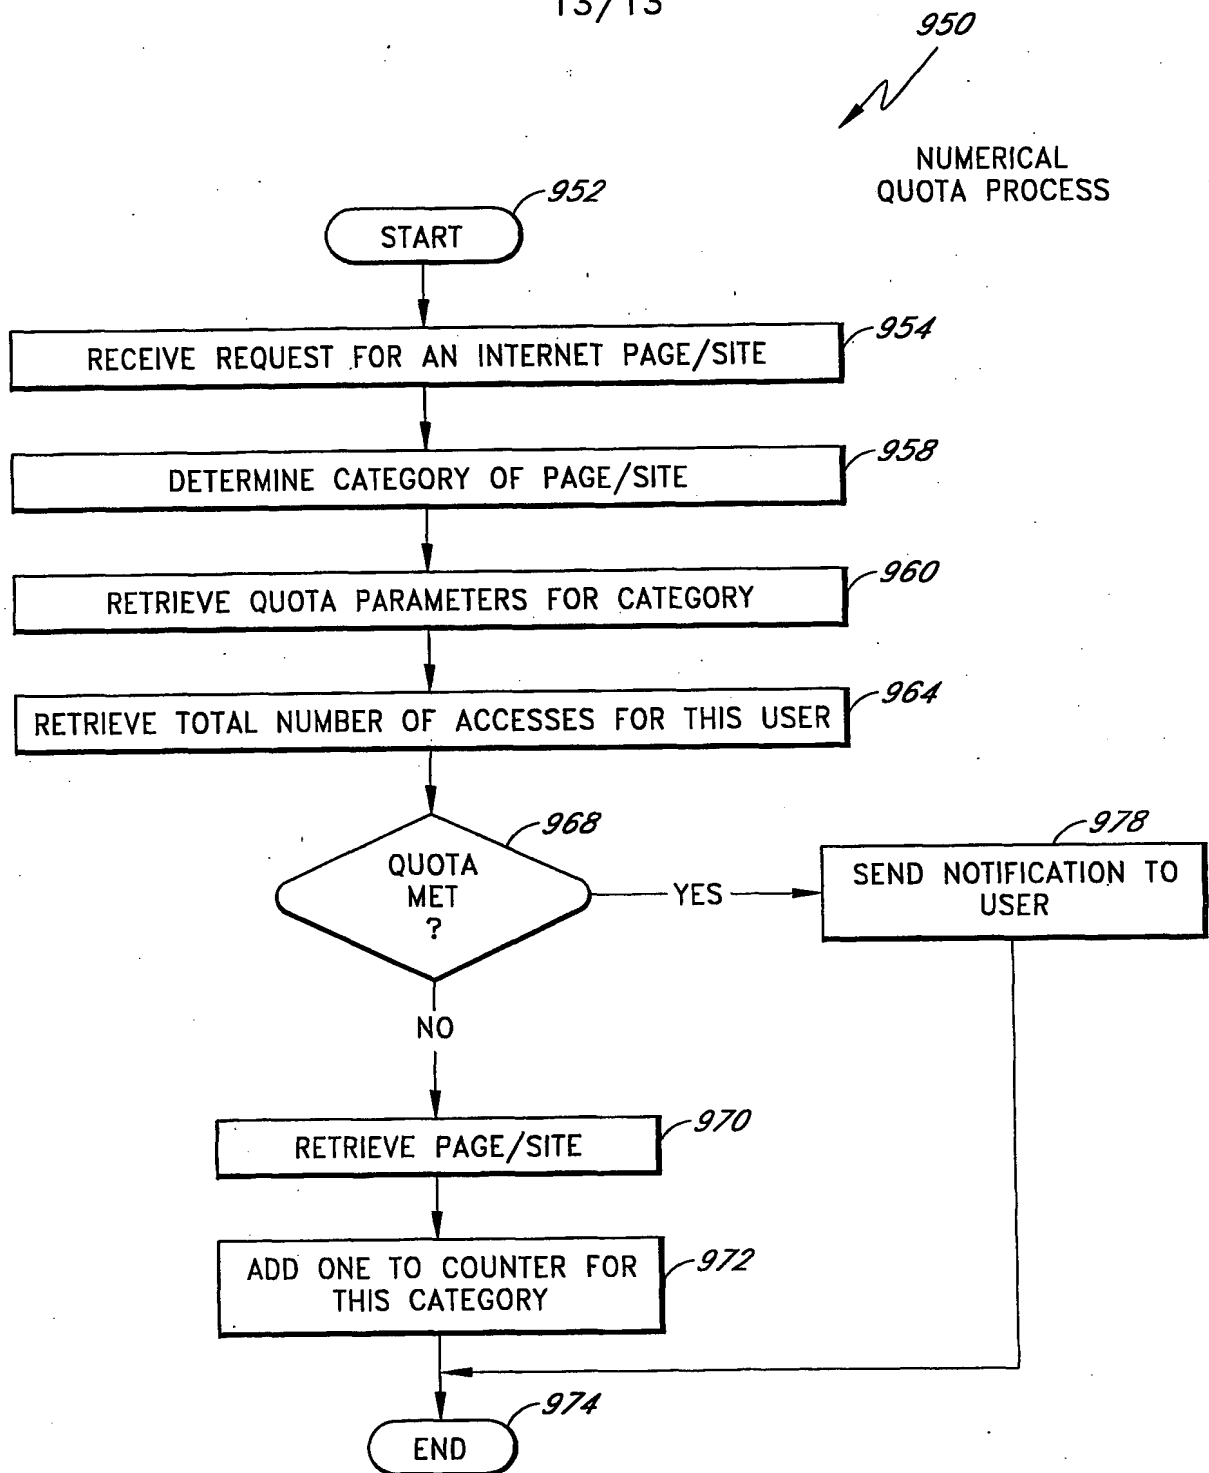 13/13
950
NUMERICAL
QUOTA PROCESS
952
START
954
RECEIVE REQUEST FOR AN INTERNET PAGE/SITE
958
DETERMINE CATEGORY OF PAGE/SITE
960
RETRIEVE QUOTA PARAMETERS FOR CATEGORY
964
RETRIEVE TOTAL NUMBER OF ACCESSES FOR THIS USER
968
QUOTA
MET
?
YES
978
SEND NOTIFICATION TO
USER
NO
970
RETRIEVE PAGE/SITE
972
ADD ONE TO COUNTER FOR
THIS CATEGORY
974
END